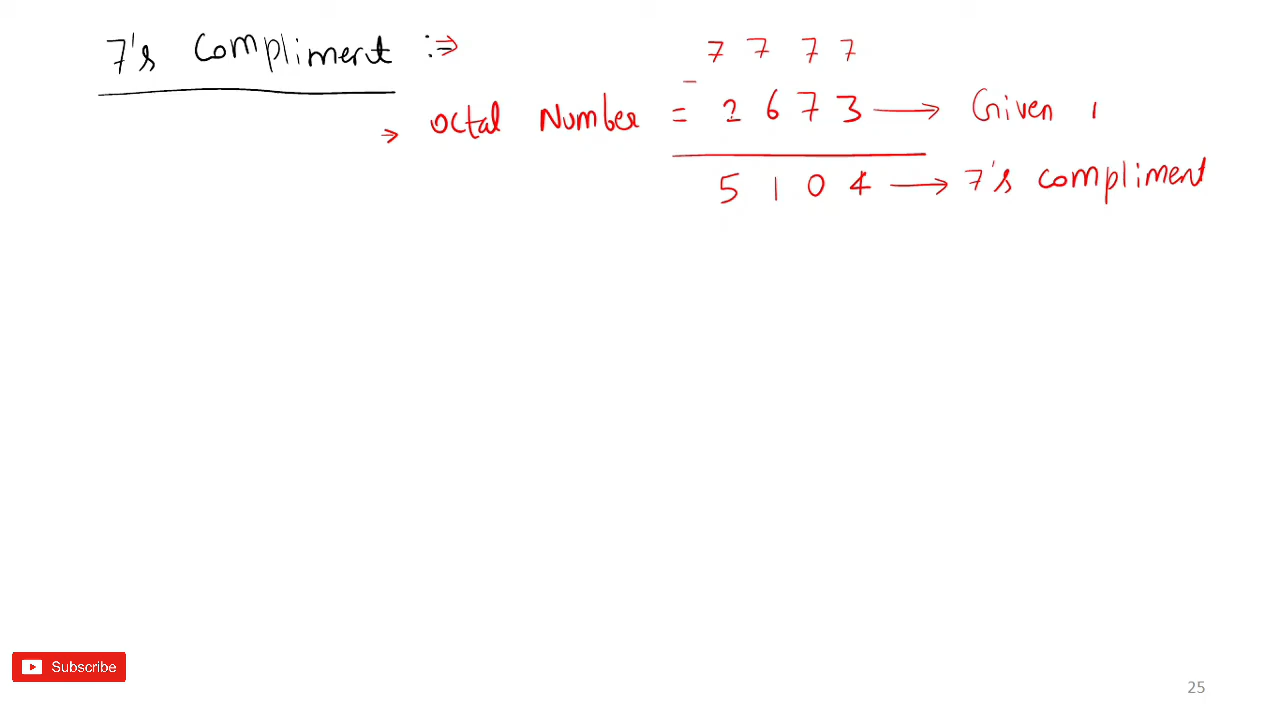 7's Compliment :⇒
7 7 7 7
→ Octal Number = 2 6 7 3 → Given
5 1 0 4 → 7's compliment
Subscribe
25